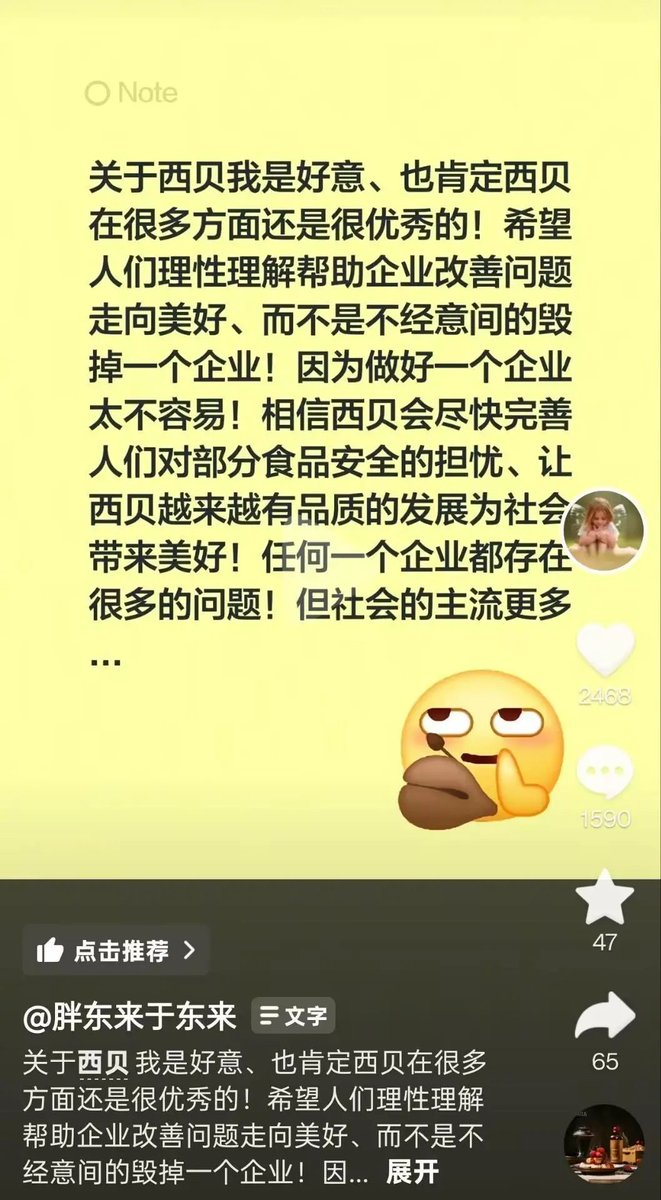 Note
关于西贝我是好意、也肯定西贝
在很多方面还是很优秀的！希望
人们理性理解帮助企业改善问题
走向美好、而不是不经意间的毁
掉一个企业！因为做好一个企业
太不容易！相信西贝会尽快完善
人们对部分食品安全的担忧、让
西贝越来越有品质的发展为社会
带来美好！任何一个企业都存在
很多的问题！但社会的主流更多
...
2468
1590
47
65
点击推荐 >
@胖东来于东来 文字
关于西贝 我是好意、也肯定西贝在很多
方面还是很优秀的！希望人们理性理解
帮助企业改善问题走向美好、而不是不
经意间的毁掉一个企业！因... 展开